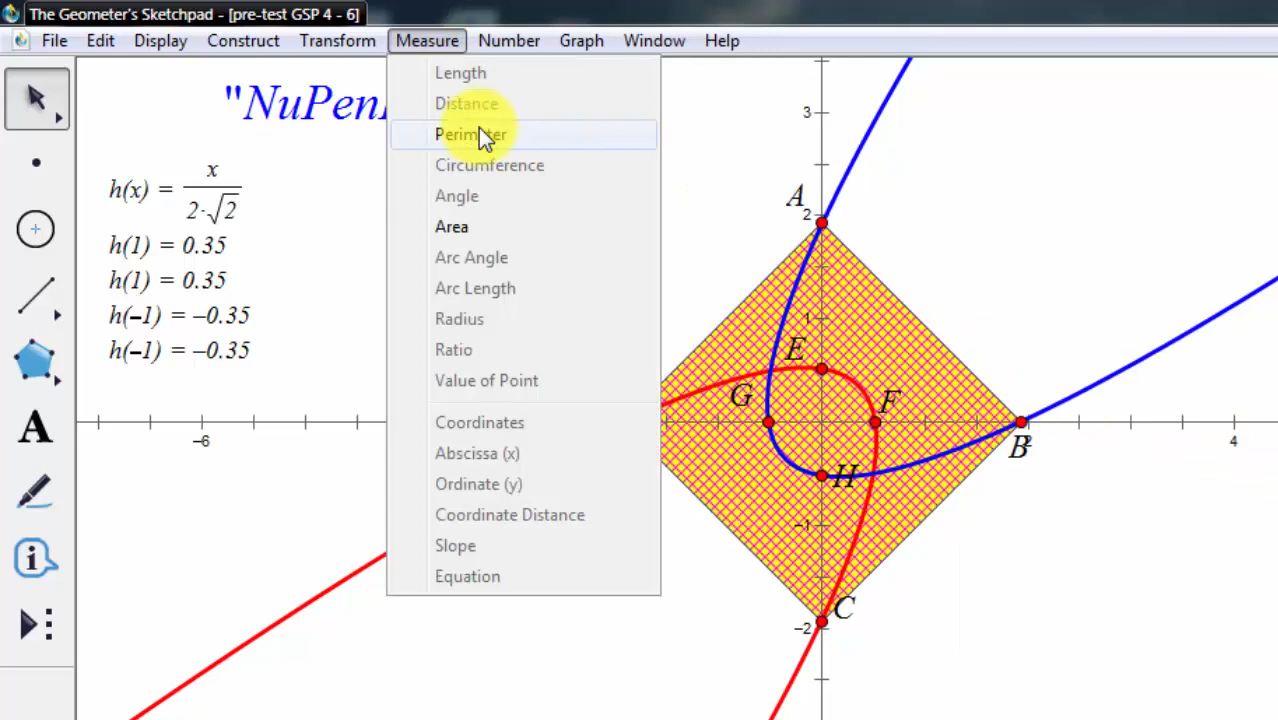 The Geometer's Sketchpad - [pre-test GSP 4 - 6]
File Edit Display Construct Transform Measure Number Graph Window Help
Length
Distance
Perimeter
Circumference
Angle
Area
Arc Angle
Arc Length
Radius
Ratio
Value of Point
Coordinates
Abscissa (x)
Ordinate (y)
Coordinate Distance
Slope
Equation
h(x) = x / 2·√2
h(1) = 0.35
h(1) = 0.35
h(−1) = −0.35
h(−1) = −0.35
A
3
A
2
1
E
G
F
H
B
2
4
-6
−1
C
−2